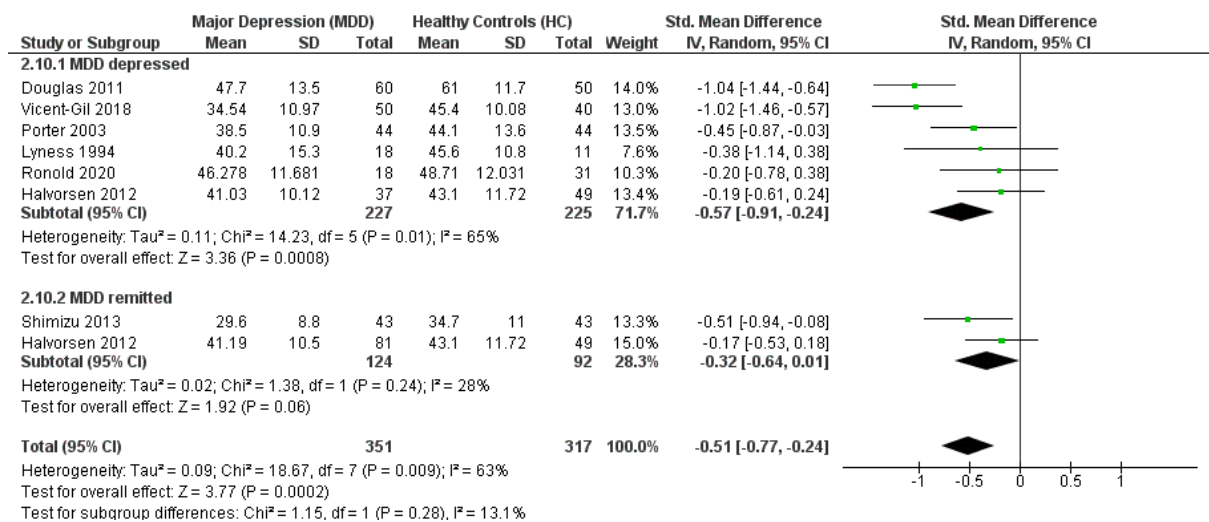 Major Depression (MDD) Healthy Controls (HC) Std. Mean Difference Std. Mean Difference
Study or Subgroup Mean SD Total Mean SD Total Weight IV, Random, 95% CI IV, Random, 95% CI
2.10.1 MDD depressed
Douglas 2011 47.7 13.5 60 61 11.7 50 14.0% -1.04 [-1.44, -0.64]
Vicent-Gil 2018 34.54 10.97 50 45.4 10.08 40 13.0% -1.02 [-1.46, -0.57]
Porter 2003 38.5 10.9 44 44.1 13.6 44 13.5% -0.45 [-0.87, -0.03]
Lyness 1994 40.2 15.3 18 45.6 10.8 11 7.6% -0.38 [-1.14, 0.38]
Ronold 2020 46.278 11.681 18 48.71 12.031 31 10.3% -0.20 [-0.78, 0.38]
Halvorsen 2012 41.03 10.12 37 43.1 11.72 49 13.4% -0.19 [-0.61, 0.24]
Subtotal (95% CI) 227 225 71.7% -0.57 [-0.91, -0.24]
Heterogeneity: Tau² = 0.11; Chi² = 14.23, df = 5 (P = 0.01); I² = 65%
Test for overall effect: Z = 3.36 (P = 0.0008)
2.10.2 MDD remitted
Shimizu 2013 29.6 8.8 43 34.7 11 43 13.3% -0.51 [-0.94, -0.08]
Halvorsen 2012 41.19 10.5 81 43.1 11.72 49 15.0% -0.17 [-0.53, 0.18]
Subtotal (95% CI) 124 92 28.3% -0.32 [-0.64, 0.01]
Heterogeneity: Tau² = 0.02; Chi² = 1.38, df = 1 (P = 0.24); I² = 28%
Test for overall effect: Z = 1.92 (P = 0.06)
Total (95% CI) 351 317 100.0% -0.51 [-0.77, -0.24]
Heterogeneity: Tau² = 0.09; Chi² = 18.67, df = 7 (P = 0.009); I² = 63%
-1 -0.5 0 0.5 1
Test for overall effect: Z = 3.77 (P = 0.0002)
Test for subgroup differences: Chi² = 1.15, df = 1 (P = 0.28), I² = 13.1%